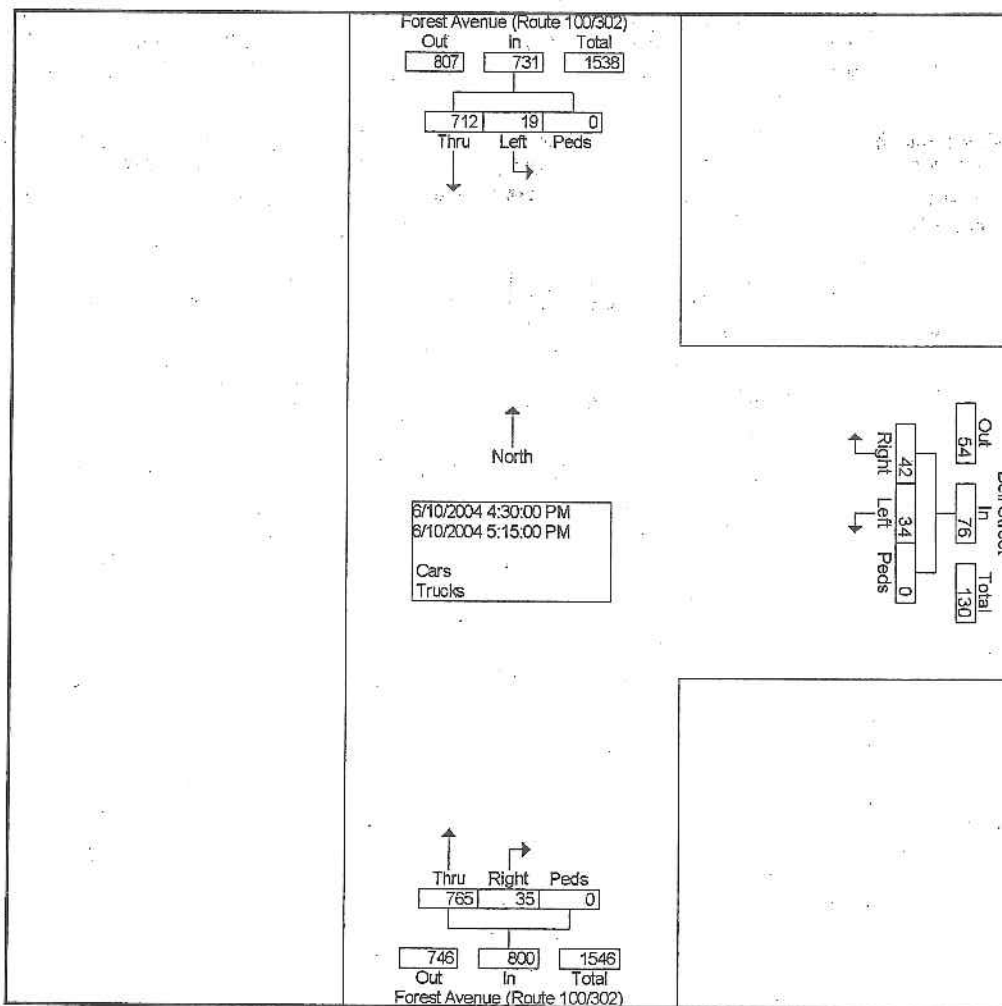 Forest Avenue (Route 100/302)
Out In Total
807 731 1538
712 19 0
Thru Left Peds
North
6/10/2004 4:30:00 PM
6/10/2004 5:15:00 PM
Cars
Trucks
Street
Out In Total
54 76 130
42 34 0
Right Left Peds
Thru Right Peds
765 35 0
746 800 1546
Out In Total
Forest Avenue (Route 100/302)